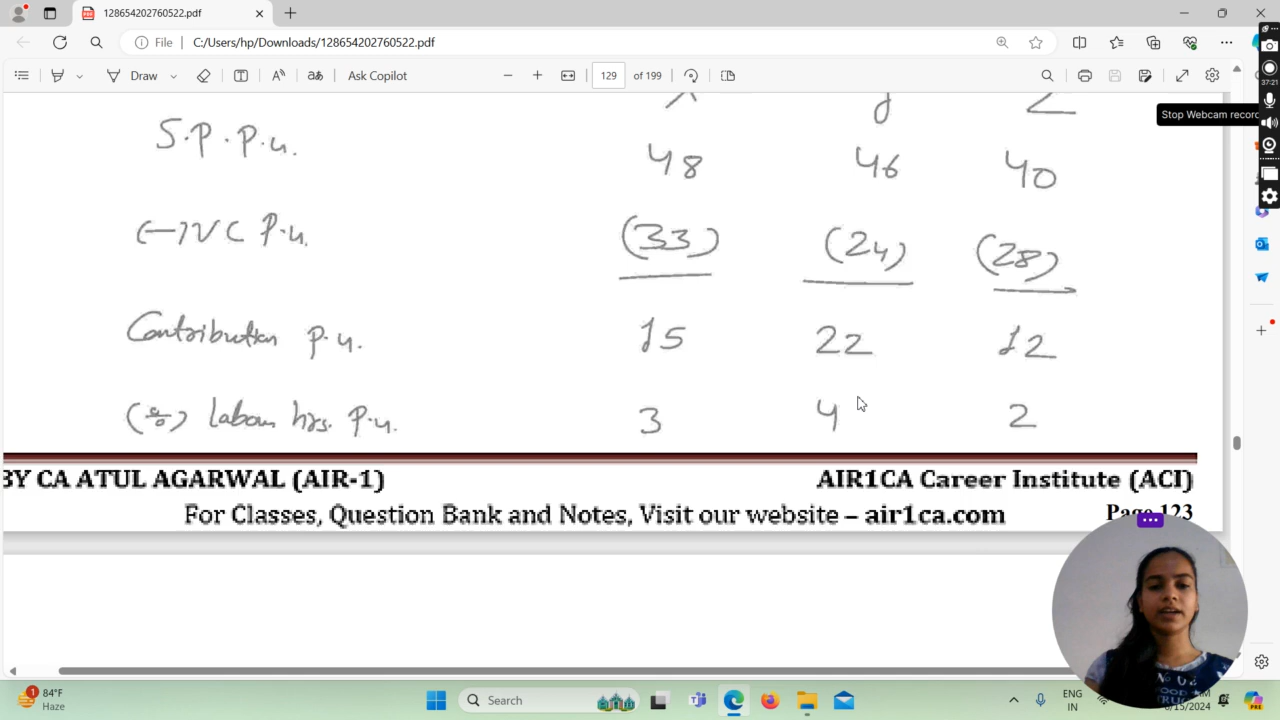 128654202760522.pdf
File C:/Users/hp/Downloads/128654202760522.pdf
Draw Ask Copilot 129 of 199
37:21
Stop Webcam recor
X y Z
S.P. P.u. 48 46 40
(-) VC P.u. (33) (24) (28)
Contribution p.u. 15 22 12
(÷) labour hrs. P.u. 3 4 2
BY CA ATUL AGARWAL (AIR-1) AIR1CA Career Institute (ACI)
For Classes, Question Bank and Notes, Visit our website – air1ca.com Page 123
84°F
Haze
Search
ENG
IN